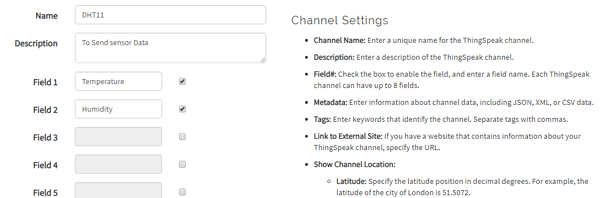 Name
DHT11
Description
To Send sensor Data
Field 1
Temperature
Field 2
Humidity
Field 3
Field 4
Field 5
Channel Settings
• Channel Name: Enter a unique name for the ThingSpeak channel.
• Description: Enter a description of the ThingSpeak channel.
• Field#: Check the box to enable the field, and enter a field name. Each ThingSpeak
channel can have up to 8 fields.
• Metadata: Enter information about channel data, including JSON, XML, or CSV data.
• Tags: Enter keywords that identify the channel. Separate tags with commas.
• Link to External Site: If you have a website that contains information about your
ThingSpeak channel, specify the URL.
• Show Channel Location:
◦ Latitude: Specify the latitude position in decimal degrees. For example, the
latitude of the city of London is 51.5072.